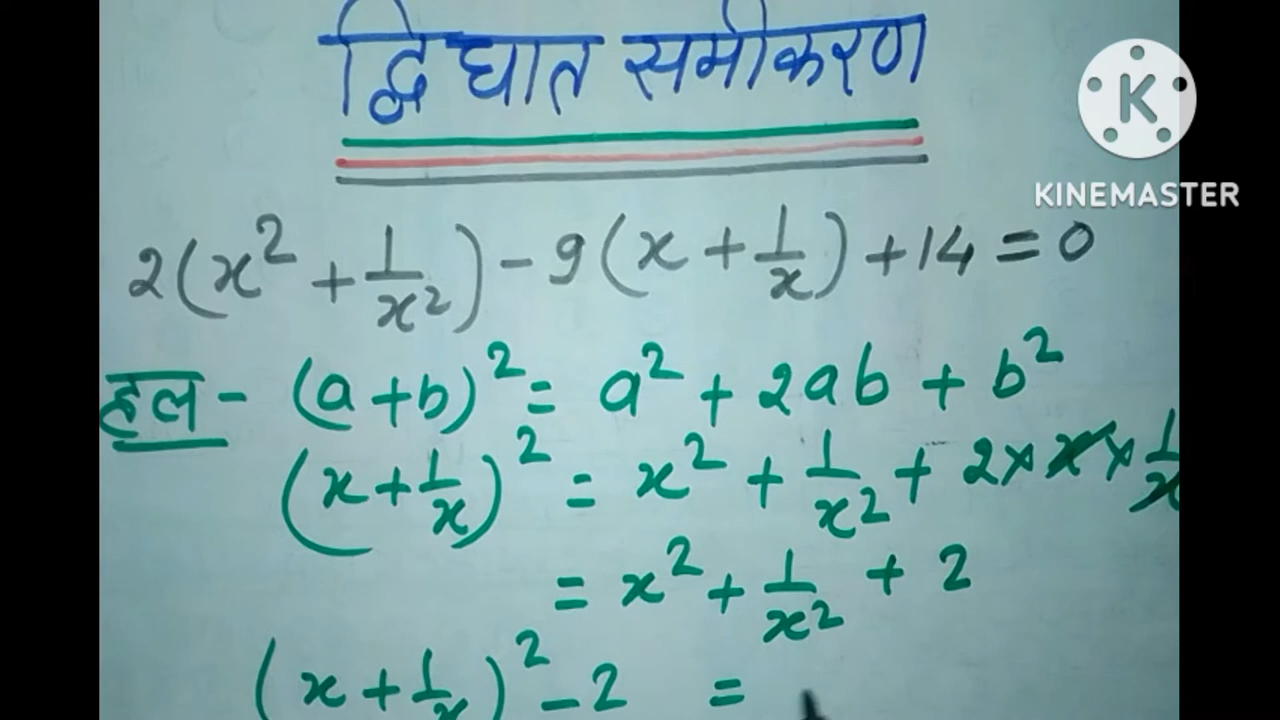 द्विघात समीकरण
K
KINEMASTER
2(x² + 1/x²) - 9(x + 1/x) + 14 = 0
हल - (a + b)² = a² + 2ab + b²
(x + 1/x)² = x² + 1/x² + 2 × x × 1/x
= x² + 1/x² + 2
(x + 1/x)² - 2 =